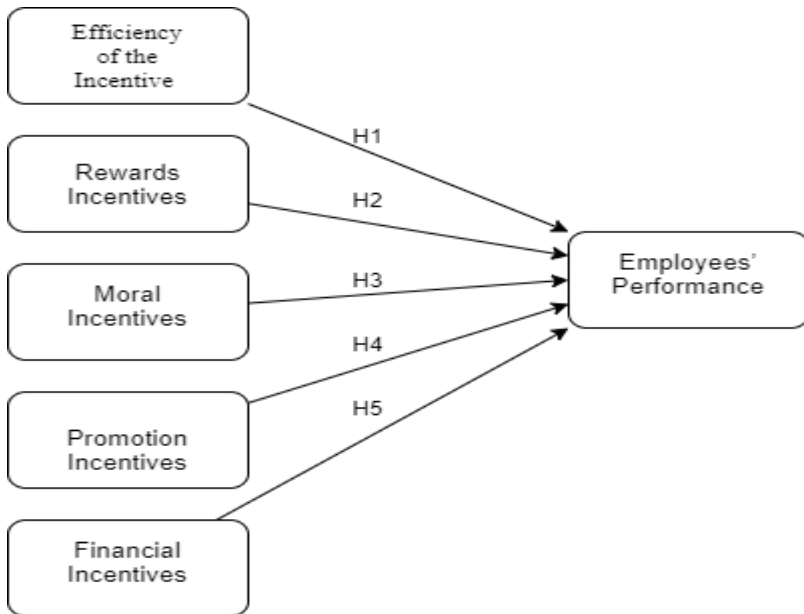 Efficiency
of the
Incentive
H1
Rewards
Incentives
H2
Employees’
Performance
Moral
Incentives
H3
H4
Promotion
Incentives
H5
Financial
Incentives